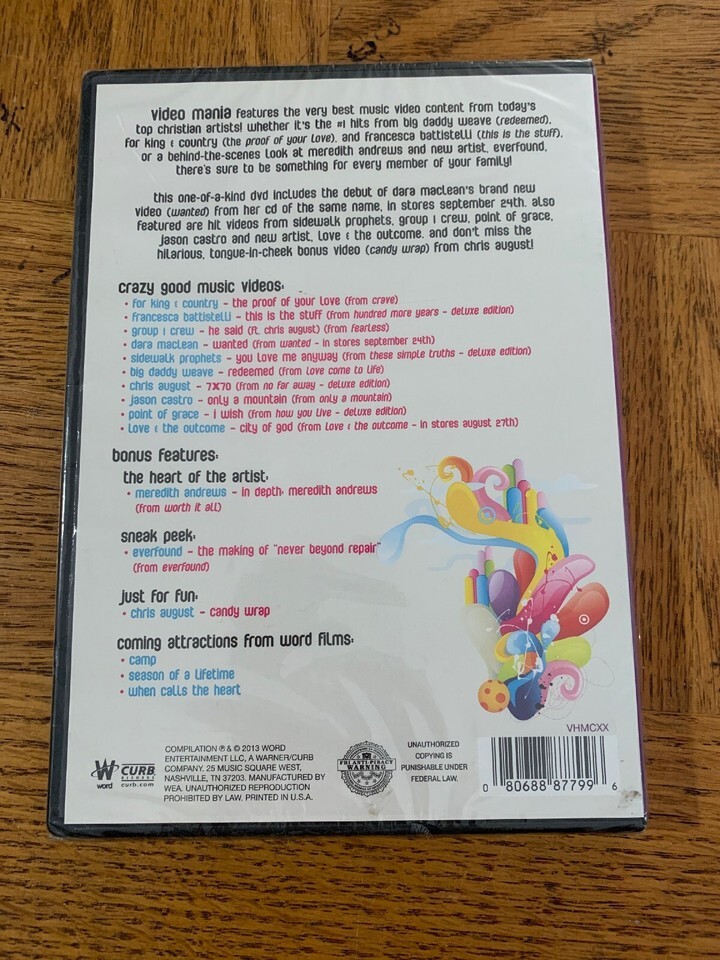 video mania features the very best music video content from today's
top christian artists! whether it's the #1 hits from big daddy weave (redeemed),
for king & country (the proof of your love), and francesca battistelli (this is the stuff),
or a behind-the-scenes look at meredith andrews and new artist, everfound,
there's sure to be something for every member of your family!
this one-of-a-kind dvd includes the debut of dara maclean's brand new
video (wanted) from her cd of the same name, in stores september 24th. also
featured are hit videos from sidewalk prophets, group 1 crew, point of grace,
jason castro and new artist, love & the outcome. and don't miss the
hilarious, tongue-in-cheek bonus video (candy wrap) from chris august!
crazy good music videos:
• for king & country - the proof of your love (from crave)
• francesca battistelli - this is the stuff (from hundred more years - deluxe edition)
• group 1 crew - he said (ft. chris august) (from fearless)
• dara maclean - wanted (from wanted - in stores september 24th)
• sidewalk prophets - you love me anyway (from these simple truths - deluxe edition)
• big daddy weave - redeemed (from love come to life)
• chris august - 7X70 (from no far away - deluxe edition)
• jason castro - only a mountain (from only a mountain)
• point of grace - i wish (from how you live - deluxe edition)
• love & the outcome - city of god (from love & the outcome - in stores august 27th)
bonus features:
the heart of the artist:
• meredith andrews - in depth: meredith andrews
(from worth it all)
sneak peek:
• everfound - the making of "never beyond repair"
(from everfound)
just for fun:
• chris august - candy wrap
coming attractions from word films:
• camp
• season of a lifetime
• when calls the heart
VHMCXX
word
CURB
RECORDS
curb.com
COMPILATION ℗ & © 2013 WORD
ENTERTAINMENT LLC, A WARNER/CURB
COMPANY, 25 MUSIC SQUARE WEST,
NASHVILLE, TN 37203. MANUFACTURED BY
WEA. UNAUTHORIZED REPRODUCTION
PROHIBITED BY LAW. PRINTED IN U.S.A.
FBI ANTI-PIRACY
WARNING
UNAUTHORIZED
COPYING IS
PUNISHABLE UNDER
FEDERAL LAW.
0 80688 87799 6